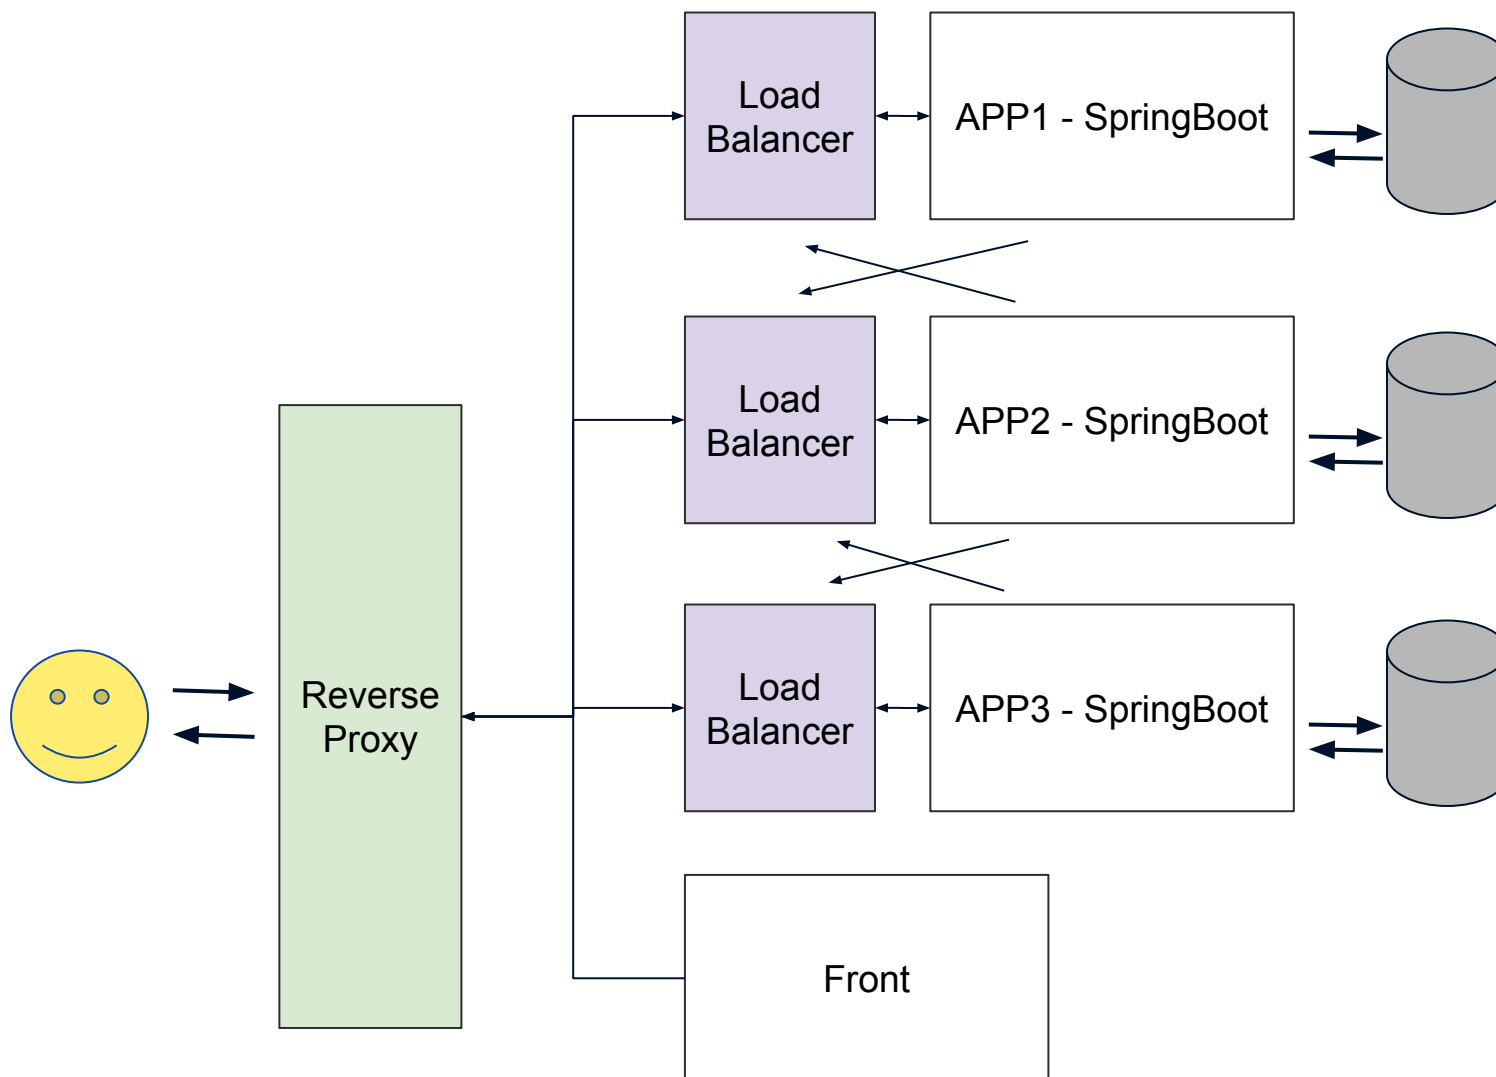 Load
Balancer
APP1 - SpringBoot
Load
Balancer
APP2 - SpringBoot
Reverse
Proxy
Load
Balancer
APP3 - SpringBoot
Front